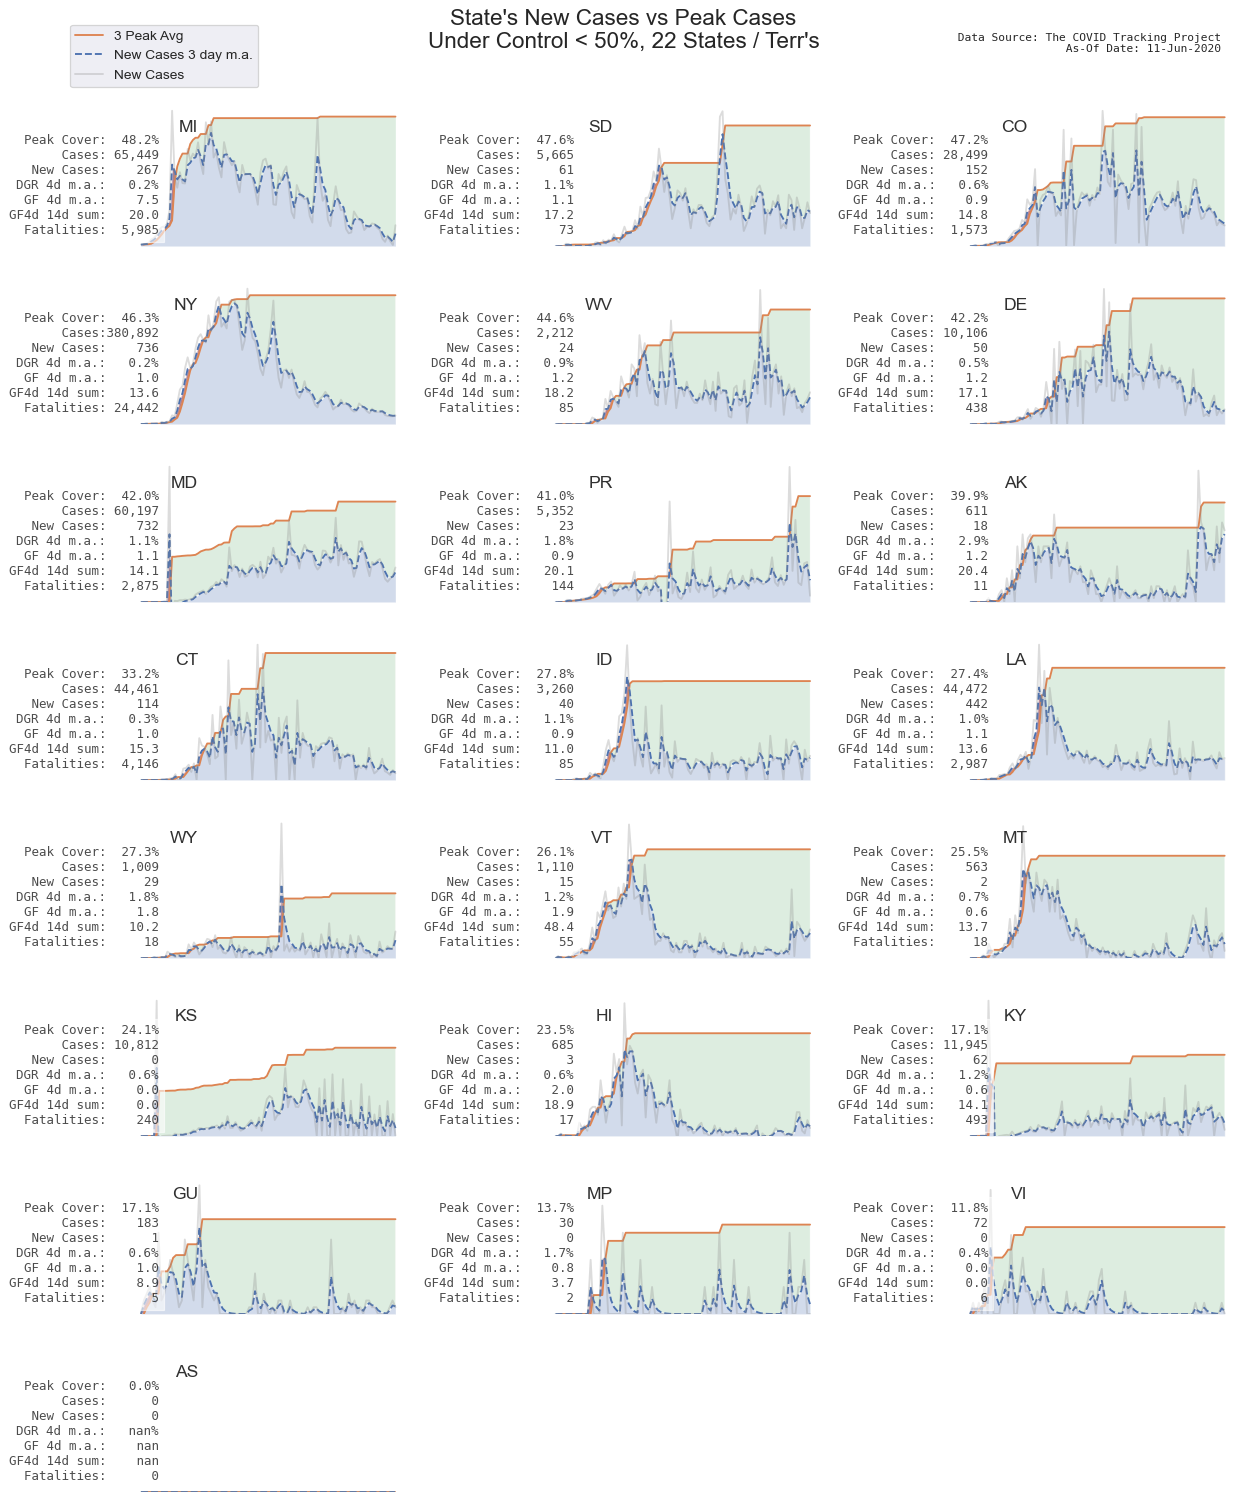 State's New Cases vs Peak Cases
Under Control < 50%, 22 States / Terr's
3 Peak Avg
New Cases 3 day m.a.
New Cases
Data Source: The COVID Tracking Project
As-Of Date: 11-Jun-2020
MI
Peak Cover: 48.2%
Cases: 65,449
New Cases: 267
DGR 4d m.a.: 0.2%
GF 4d m.a.: 7.5
GF4d 14d sum: 20.0
Fatalities: 5,985
SD
Peak Cover: 47.6%
Cases: 5,665
New Cases: 61
DGR 4d m.a.: 1.1%
GF 4d m.a.: 1.1
GF4d 14d sum: 17.2
Fatalities: 73
CO
Peak Cover: 47.2%
Cases: 28,499
New Cases: 152
DGR 4d m.a.: 0.6%
GF 4d m.a.: 0.9
GF4d 14d sum: 14.8
Fatalities: 1,573
NY
Peak Cover: 46.3%
Cases:380,892
New Cases: 736
DGR 4d m.a.: 0.2%
GF 4d m.a.: 1.0
GF4d 14d sum: 13.6
Fatalities: 24,442
WV
Peak Cover: 44.6%
Cases: 2,212
New Cases: 24
DGR 4d m.a.: 0.9%
GF 4d m.a.: 1.2
GF4d 14d sum: 18.2
Fatalities: 85
DE
Peak Cover: 42.2%
Cases: 10,106
New Cases: 50
DGR 4d m.a.: 0.5%
GF 4d m.a.: 1.2
GF4d 14d sum: 17.1
Fatalities: 438
MD
Peak Cover: 42.0%
Cases: 60,197
New Cases: 732
DGR 4d m.a.: 1.1%
GF 4d m.a.: 1.1
GF4d 14d sum: 14.1
Fatalities: 2,875
PR
Peak Cover: 41.0%
Cases: 5,352
New Cases: 23
DGR 4d m.a.: 1.8%
GF 4d m.a.: 0.9
GF4d 14d sum: 20.1
Fatalities: 144
AK
Peak Cover: 39.9%
Cases: 611
New Cases: 18
DGR 4d m.a.: 2.9%
GF 4d m.a.: 1.2
GF4d 14d sum: 20.4
Fatalities: 11
CT
Peak Cover: 33.2%
Cases: 44,461
New Cases: 114
DGR 4d m.a.: 0.3%
GF 4d m.a.: 1.0
GF4d 14d sum: 15.3
Fatalities: 4,146
ID
Peak Cover: 27.8%
Cases: 3,260
New Cases: 40
DGR 4d m.a.: 1.1%
GF 4d m.a.: 0.9
GF4d 14d sum: 11.0
Fatalities: 85
LA
Peak Cover: 27.4%
Cases: 44,472
New Cases: 442
DGR 4d m.a.: 1.0%
GF 4d m.a.: 1.1
GF4d 14d sum: 13.6
Fatalities: 2,987
WY
Peak Cover: 27.3%
Cases: 1,009
New Cases: 29
DGR 4d m.a.: 1.8%
GF 4d m.a.: 1.8
GF4d 14d sum: 10.2
Fatalities: 18
VT
Peak Cover: 26.1%
Cases: 1,110
New Cases: 15
DGR 4d m.a.: 1.2%
GF 4d m.a.: 1.9
GF4d 14d sum: 48.4
Fatalities: 55
MT
Peak Cover: 25.5%
Cases: 563
New Cases: 2
DGR 4d m.a.: 0.7%
GF 4d m.a.: 0.6
GF4d 14d sum: 13.7
Fatalities: 18
KS
Peak Cover: 24.1%
Cases: 10,812
New Cases: 0
DGR 4d m.a.: 0.6%
GF 4d m.a.: 0.0
GF4d 14d sum: 0.0
Fatalities: 240
HI
Peak Cover: 23.5%
Cases: 685
New Cases: 3
DGR 4d m.a.: 0.6%
GF 4d m.a.: 2.0
GF4d 14d sum: 18.9
Fatalities: 17
KY
Peak Cover: 17.1%
Cases: 11,945
New Cases: 62
DGR 4d m.a.: 1.2%
GF 4d m.a.: 0.6
GF4d 14d sum: 14.1
Fatalities: 493
GU
Peak Cover: 17.1%
Cases: 183
New Cases: 1
DGR 4d m.a.: 0.6%
GF 4d m.a.: 1.0
GF4d 14d sum: 8.9
Fatalities: 5
MP
Peak Cover: 13.7%
Cases: 30
New Cases: 0
DGR 4d m.a.: 1.7%
GF 4d m.a.: 0.8
GF4d 14d sum: 3.7
Fatalities: 2
VI
Peak Cover: 11.8%
Cases: 72
New Cases: 0
DGR 4d m.a.: 0.4%
GF 4d m.a.: 0.0
GF4d 14d sum: 0.0
Fatalities: 6
AS
Peak Cover: 0.0%
Cases: 0
New Cases: 0
DGR 4d m.a.: nan%
GF 4d m.a.: nan
GF4d 14d sum: nan
Fatalities: 0